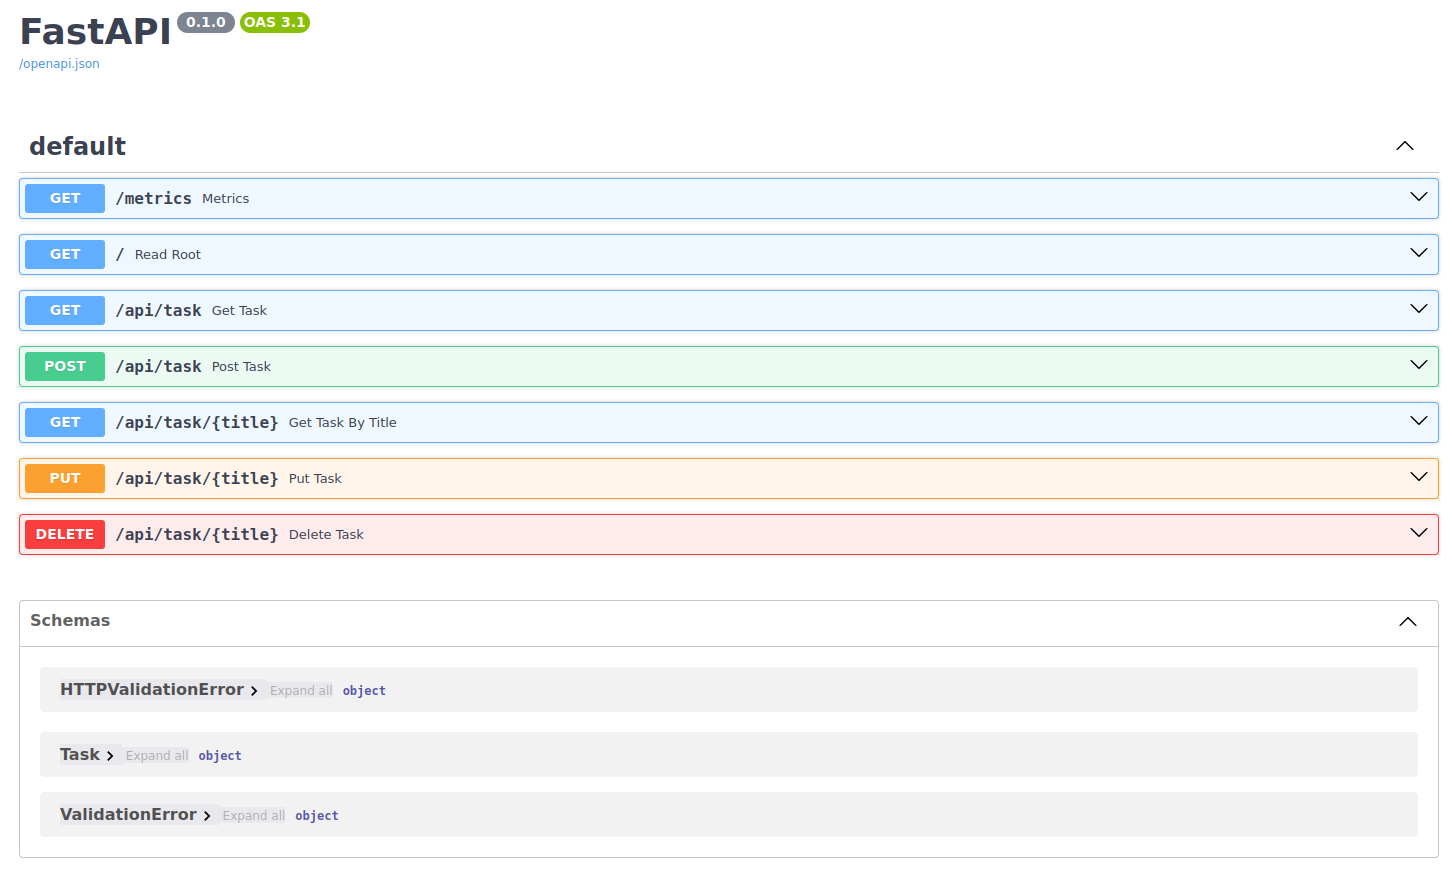 FastAPI 0.1.0 OAS 3.1
/openapi.json
default
GET /metrics Metrics
GET / Read Root
GET /api/task Get Task
POST /api/task Post Task
GET /api/task/{title} Get Task By Title
PUT /api/task/{title} Put Task
DELETE /api/task/{title} Delete Task
Schemas
HTTPValidationError Expand all object
Task Expand all object
ValidationError Expand all object